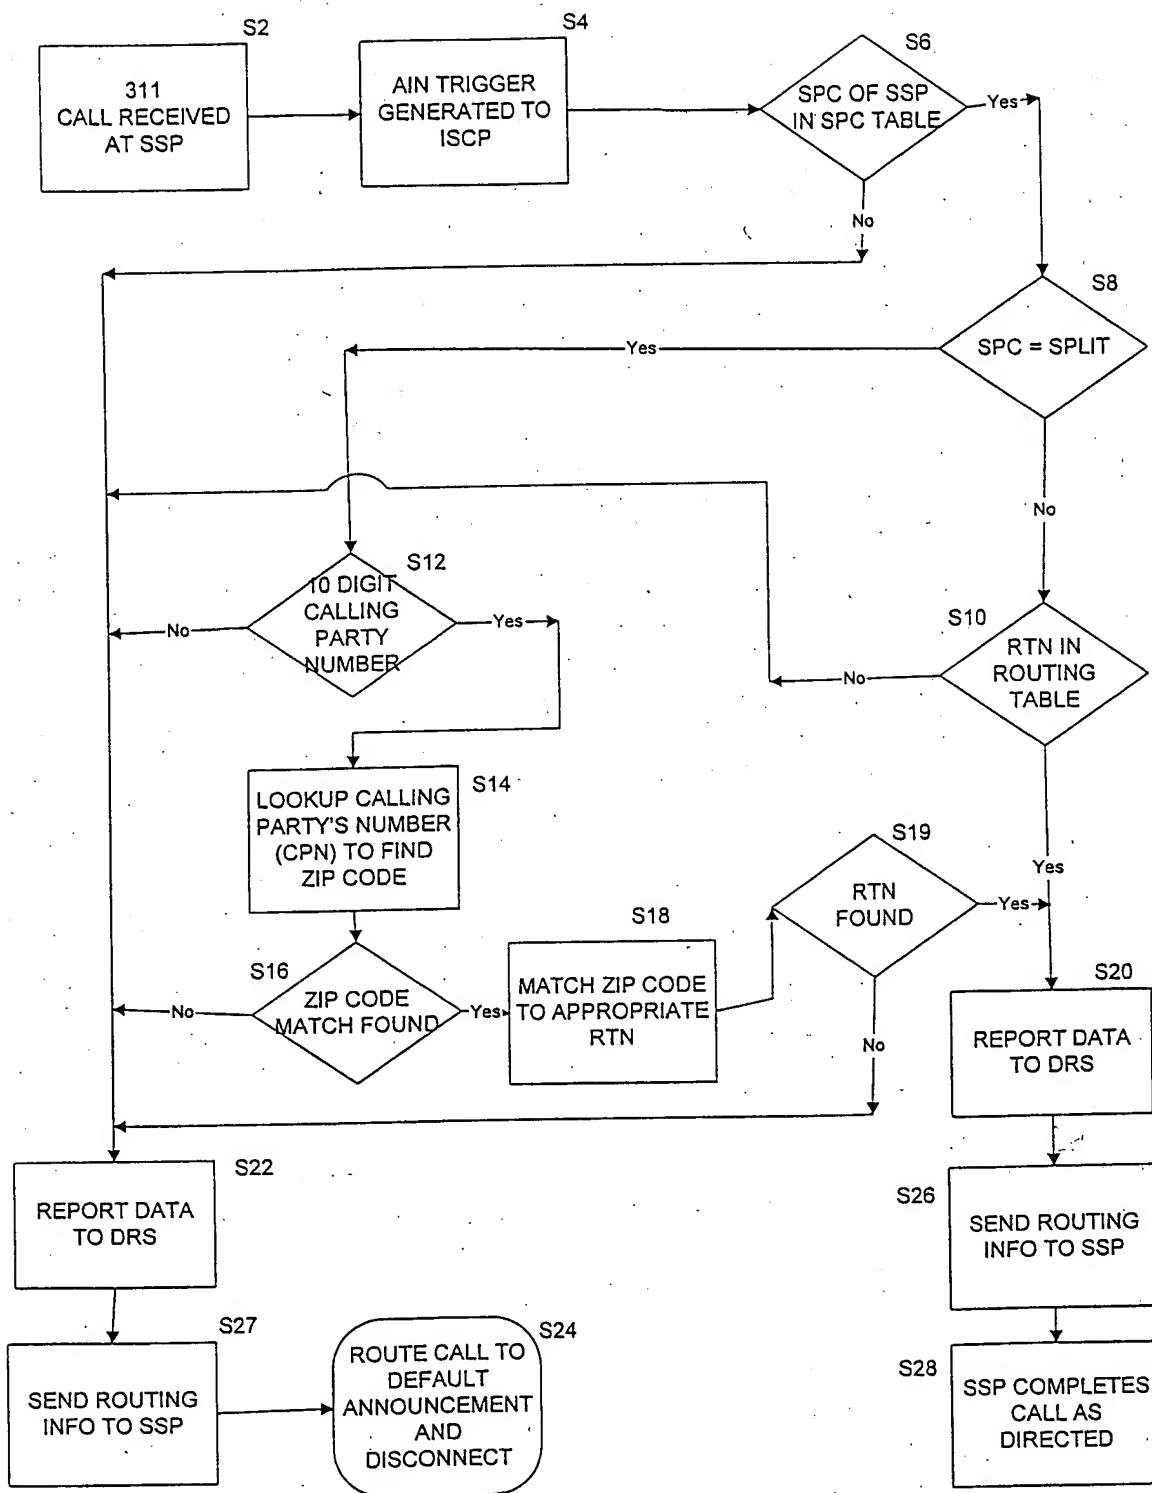 S2
311
CALL RECEIVED
AT SSP
S4
AIN TRIGGER
GENERATED TO
ISCP
S6
SPC OF SSP
IN SPC TABLE
Yes
No
S8
SPC = SPLIT
Yes
No
S12
10 DIGIT
CALLING
PARTY
NUMBER
No
Yes
S10
RTN IN
ROUTING
TABLE
No
Yes
S14
LOOKUP CALLING
PARTY'S NUMBER
(CPN) TO FIND
ZIP CODE
S19
RTN
FOUND
Yes
No
S16
ZIP CODE
MATCH FOUND
No
Yes
S18
MATCH ZIP CODE
TO APPROPRIATE
RTN
S20
REPORT DATA
TO DRS
S22
REPORT DATA
TO DRS
S26
SEND ROUTING
INFO TO SSP
S27
SEND ROUTING
INFO TO SSP
S24
ROUTE CALL TO
DEFAULT
ANNOUNCEMENT
AND
DISCONNECT
S28
SSP COMPLETES
CALL AS
DIRECTED